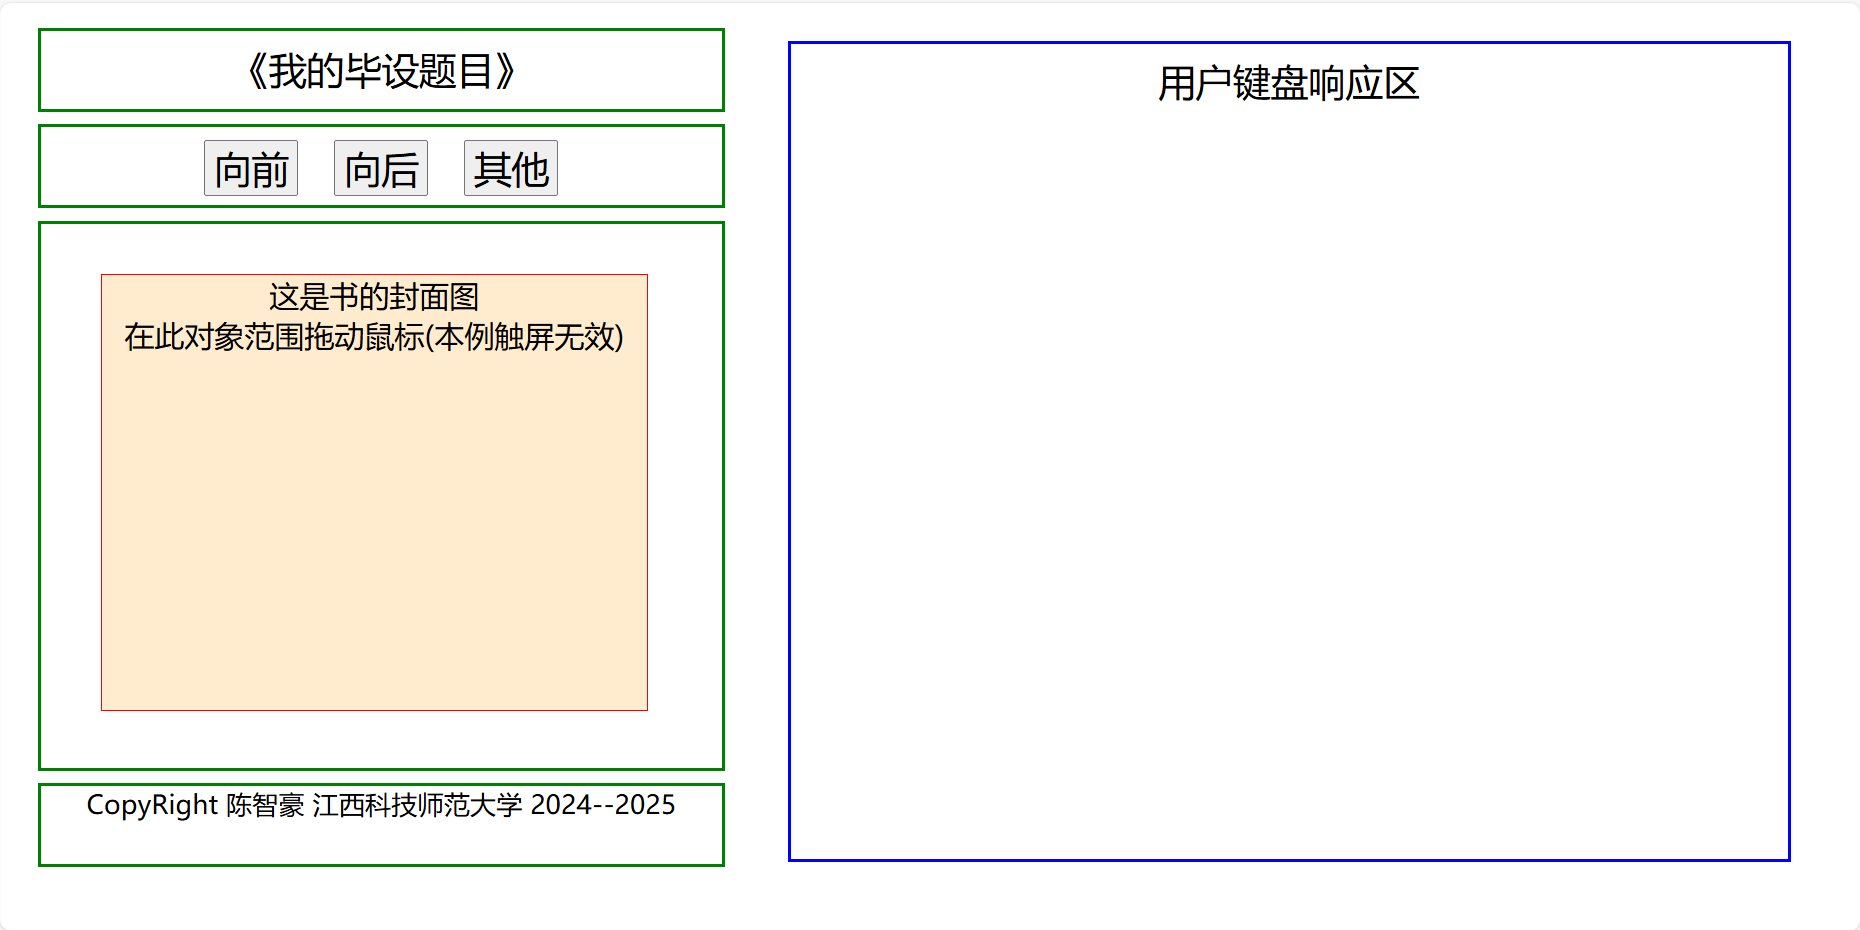 《我的毕设题目》
向前 向后 其他
这是书的封面图
在此对象范围拖动鼠标(本例触屏无效)
CopyRight 陈智豪 江西科技师范大学 2024--2025
用户键盘响应区